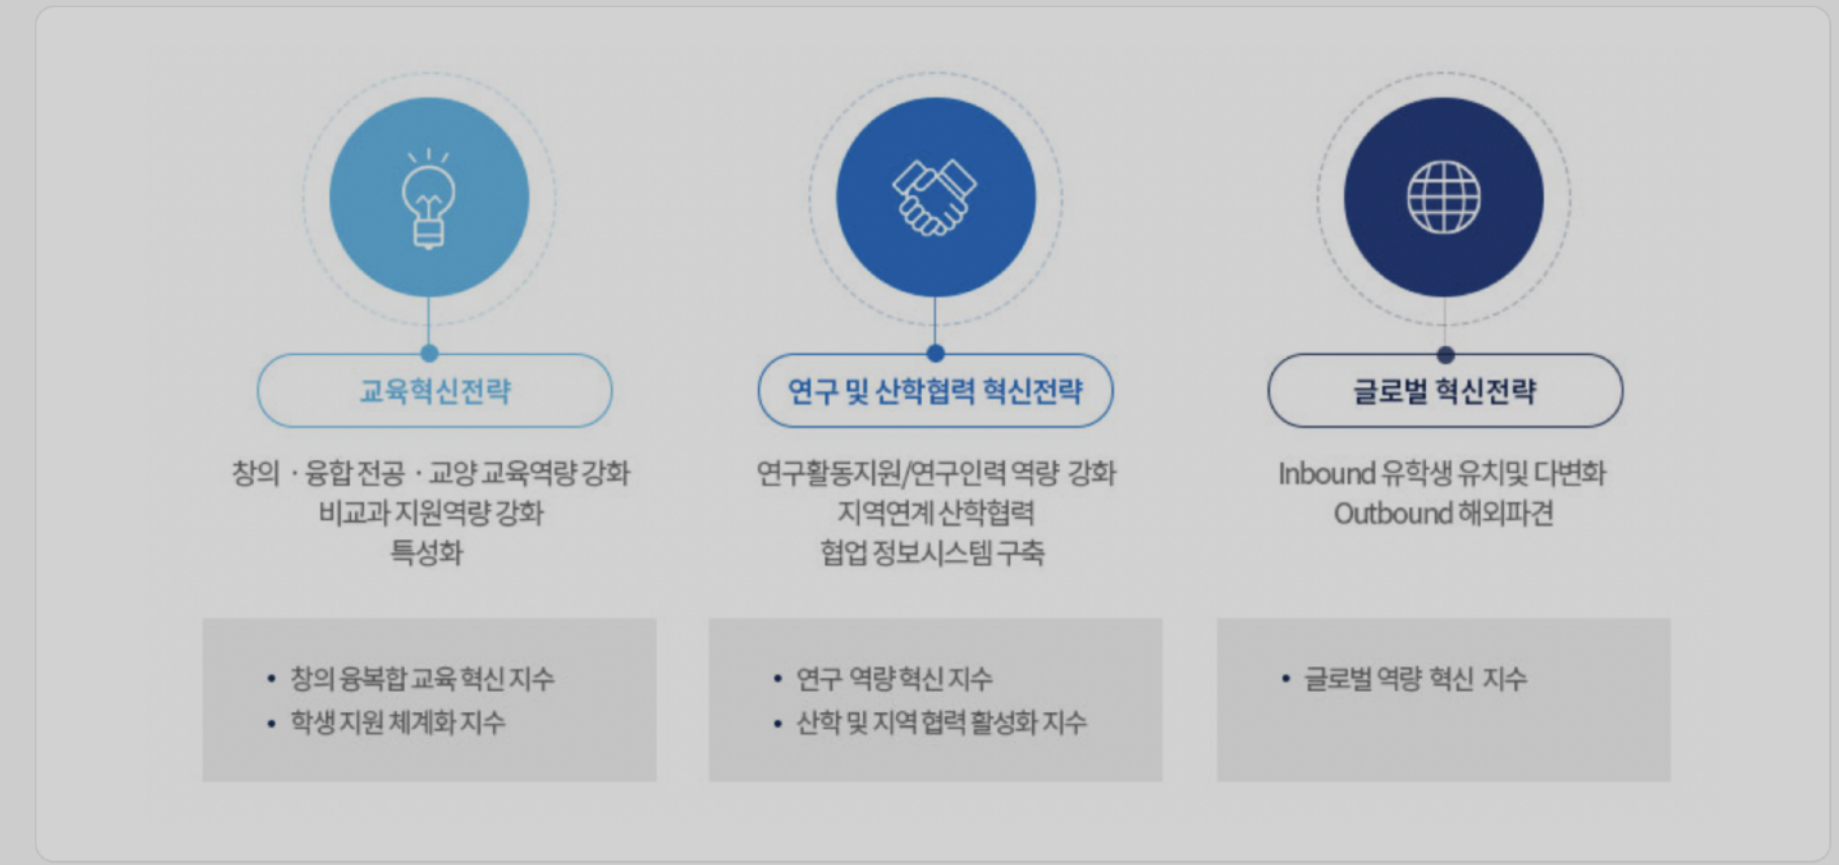 교육혁신전략
창의 · 융합 전공 · 교양 교육역량 강화
비교과 지원역량 강화
특성화
• 창의 융복합 교육 혁신 지수
• 학생 지원 체계화 지수
연구 및 산학협력 혁신전략
연구활동지원/연구인력 역량 강화
지역연계 산학협력
협업 정보시스템 구축
• 연구 역량 혁신 지수
• 산학 및 지역 협력 활성화 지수
글로벌 혁신전략
Inbound 유학생 유치및 다변화
Outbound 해외파견
• 글로벌 역량 혁신 지수